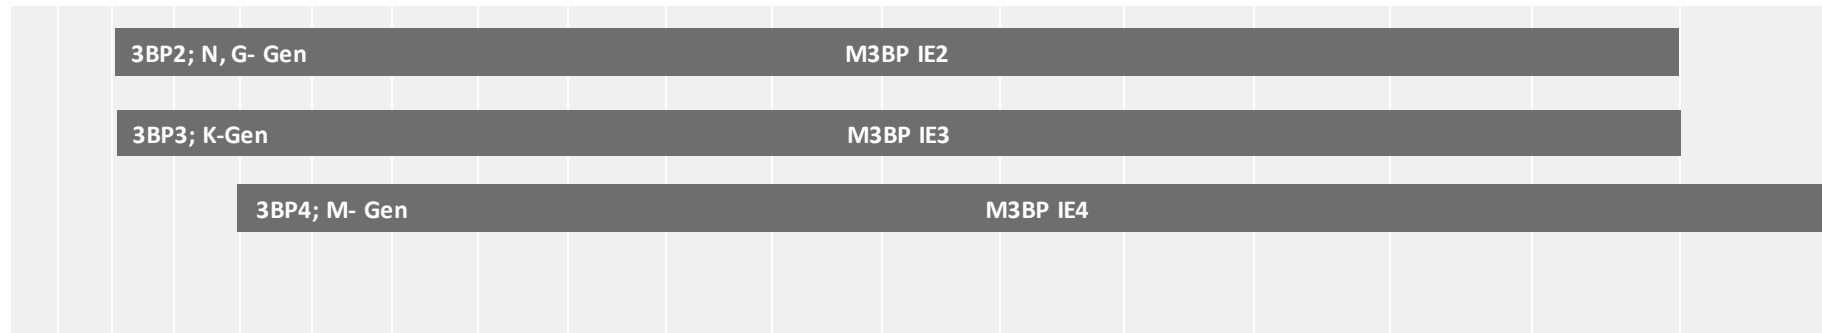 3BP2; N, G- Gen M3BP IE2
3BP3; K-Gen M3BP IE3
3BP4; M- Gen M3BP IE4